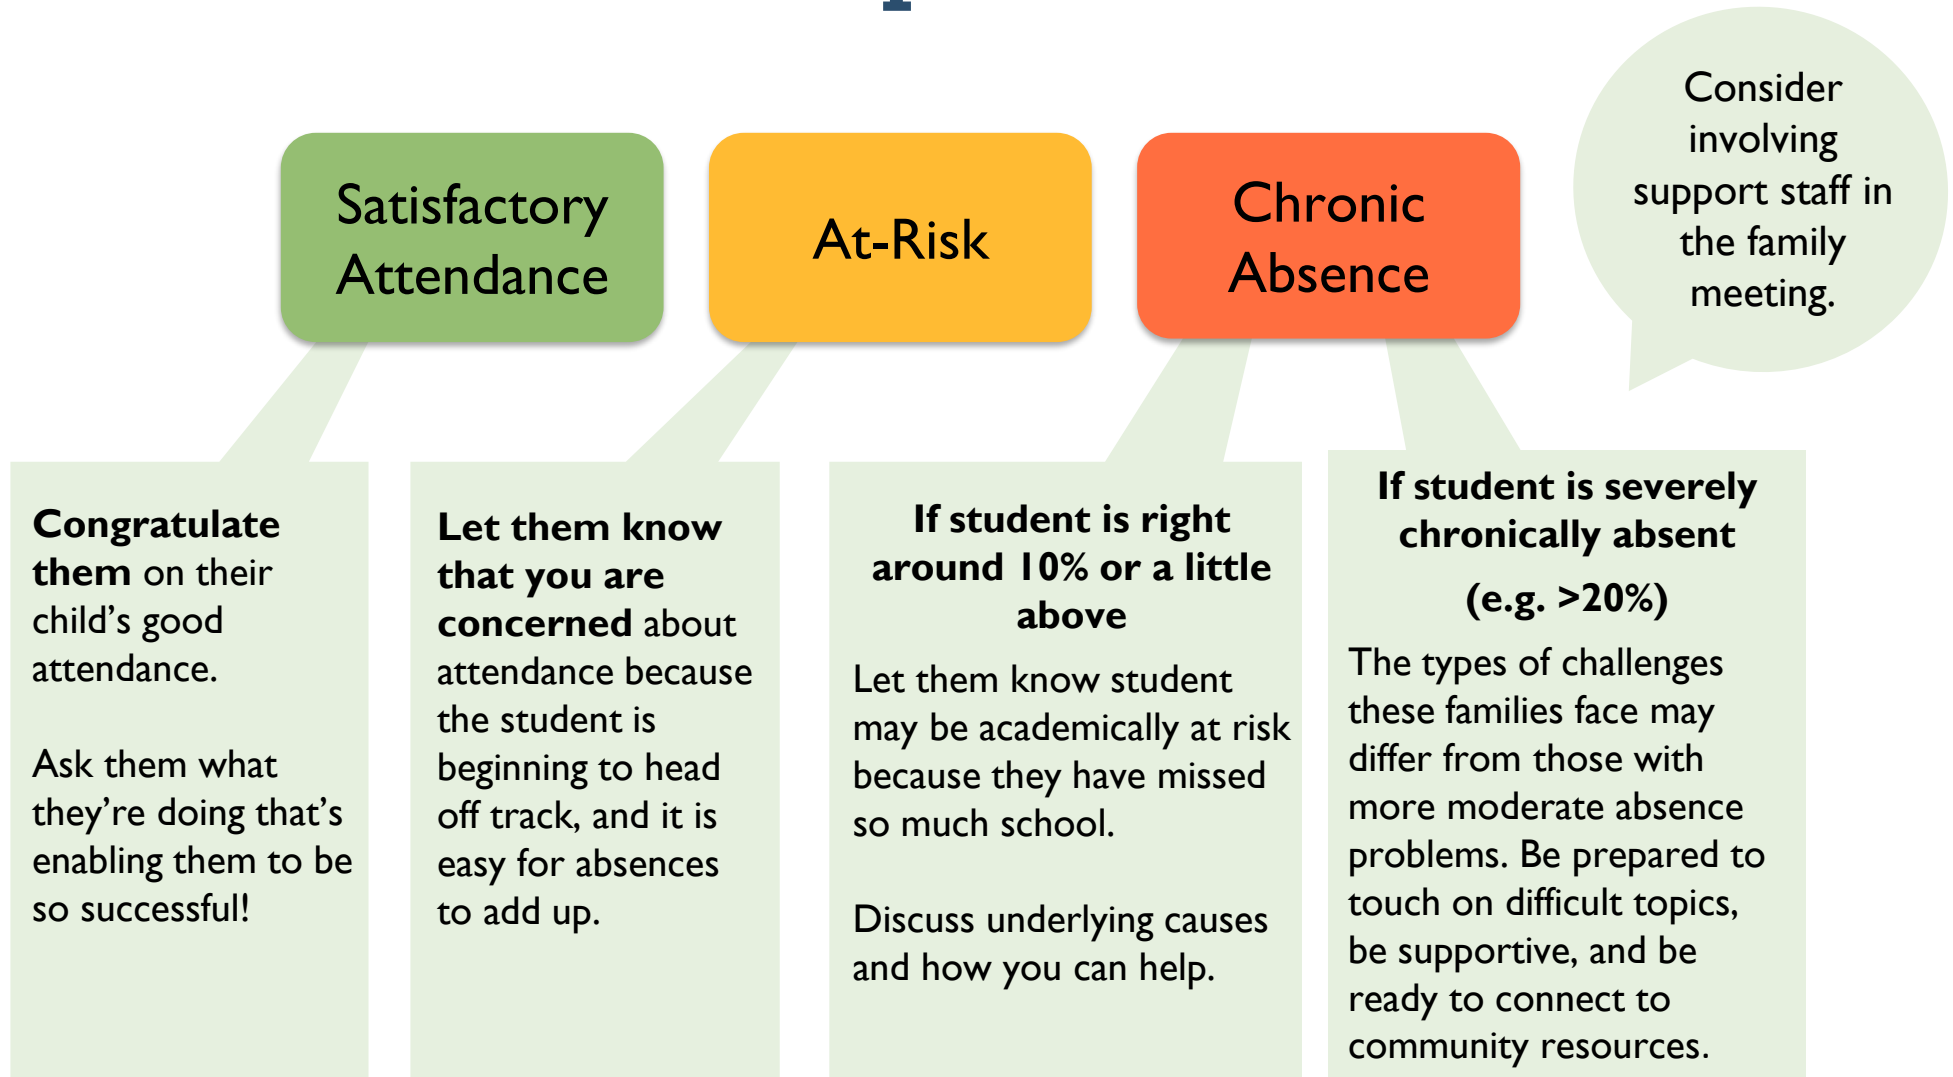 Satisfactory
Attendance
At-Risk
Chronic
Absence
Consider
involving
support staff in
the family
meeting.
Congratulate
them on their
child’s good
attendance.
Ask them what
they’re doing that’s
enabling them to be
so successful!
Let them know
that you are
concerned about
attendance because
the student is
beginning to head
off track, and it is
easy for absences
to add up.
If student is right
around 10% or a little
above
Let them know student
may be academically at risk
because they have missed
so much school.
Discuss underlying causes
and how you can help.
If student is severely
chronically absent
(e.g. >20%)
The types of challenges
these families face may
differ from those with
more moderate absence
problems. Be prepared to
touch on difficult topics,
be supportive, and be
ready to connect to
community resources.